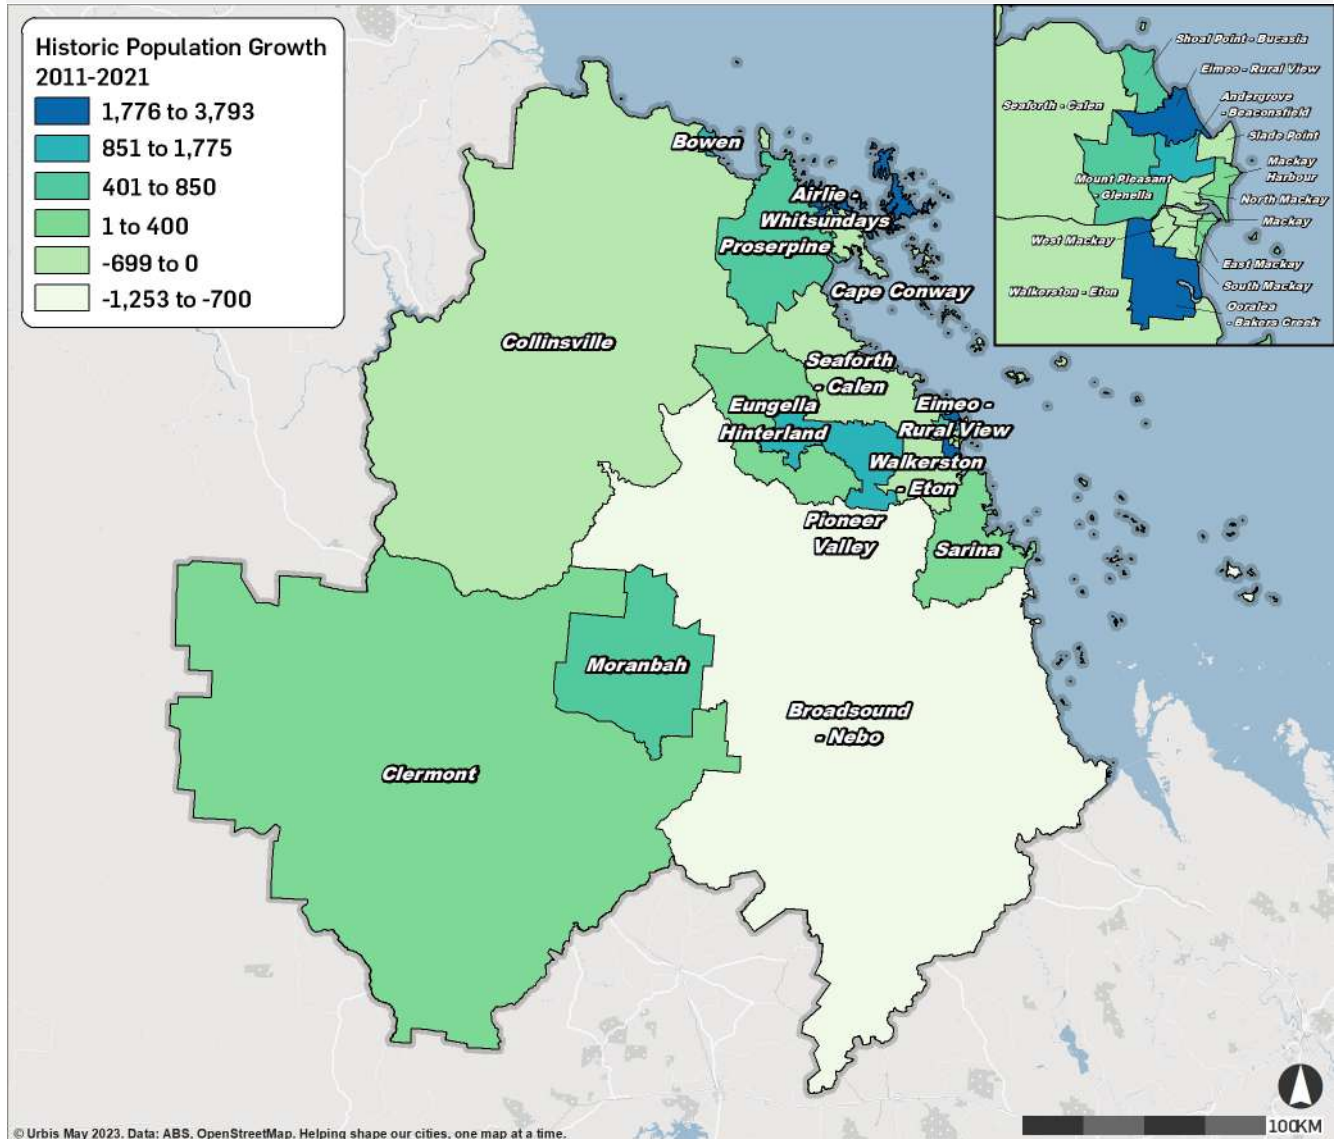 Historic Population Growth
2011-2021
1,776 to 3,793
851 to 1,775
401 to 850
1 to 400
-699 to 0
-1,253 to -700
Shoal Point - Bucasia
Eimeo - Rural View
Andergrove
- Beaconsfield
Seaforth - Calen
Slade Point
Mackay
Harbour
Mount Pleasant
- Glenella
North Mackay
Mackay
West Mackay
East Mackay
South Mackay
Walkerston - Eton
Ooralea
- Bakers Creek
Bowen
Airlie -
Whitsundays
Proserpine
Cape Conway
Collinsville
Seaforth
- Calen
Eungella
Hinterland
Eimeo -
Rural View
Walkerston
- Eton
Pioneer
Valley
Sarina
Moranbah
Broadsound
- Nebo
Clermont
100KM
© Urbis May 2023. Data: ABS, OpenStreetMap. Helping shape our cities, one map at a time.